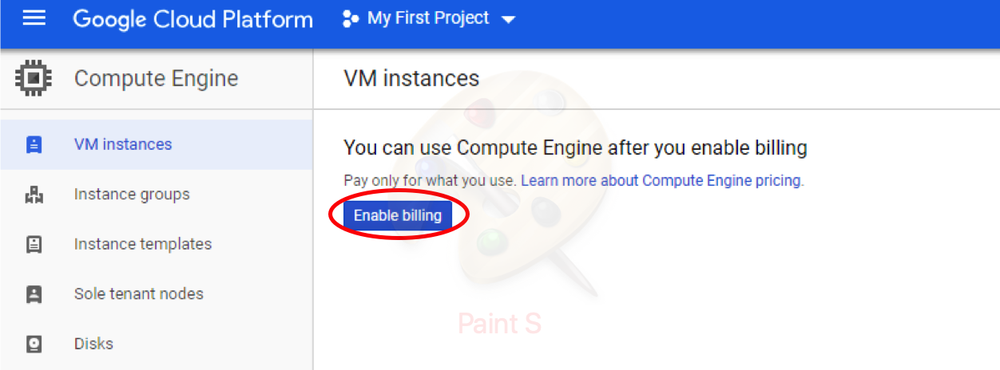 Google Cloud Platform My First Project
Compute Engine
VM instances
VM instances
Instance groups
Instance templates
Sole tenant nodes
Disks
You can use Compute Engine after you enable billing
Pay only for what you use. Learn more about Compute Engine pricing.
Enable billing
Paint S